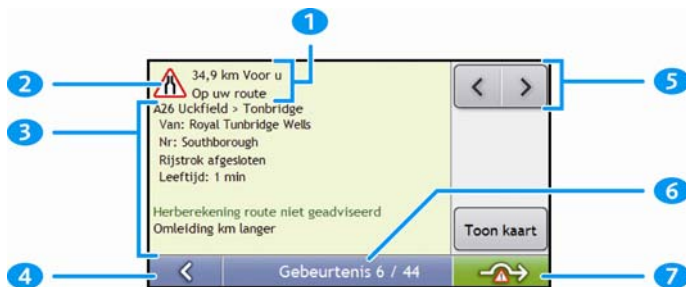 1
2
34,9 km Voor u
Op uw route
5
3
A26 Uckfield > Tonbridge
Van: Royal Tunbridge Wells
Nr: Southborough
Rijstrok afgesloten
Leeftijd: 1 min
6
Herberekening route niet geadviseerd
Omleiding km langer
Toon kaart
4
Gebeurtenis 6 / 44
7